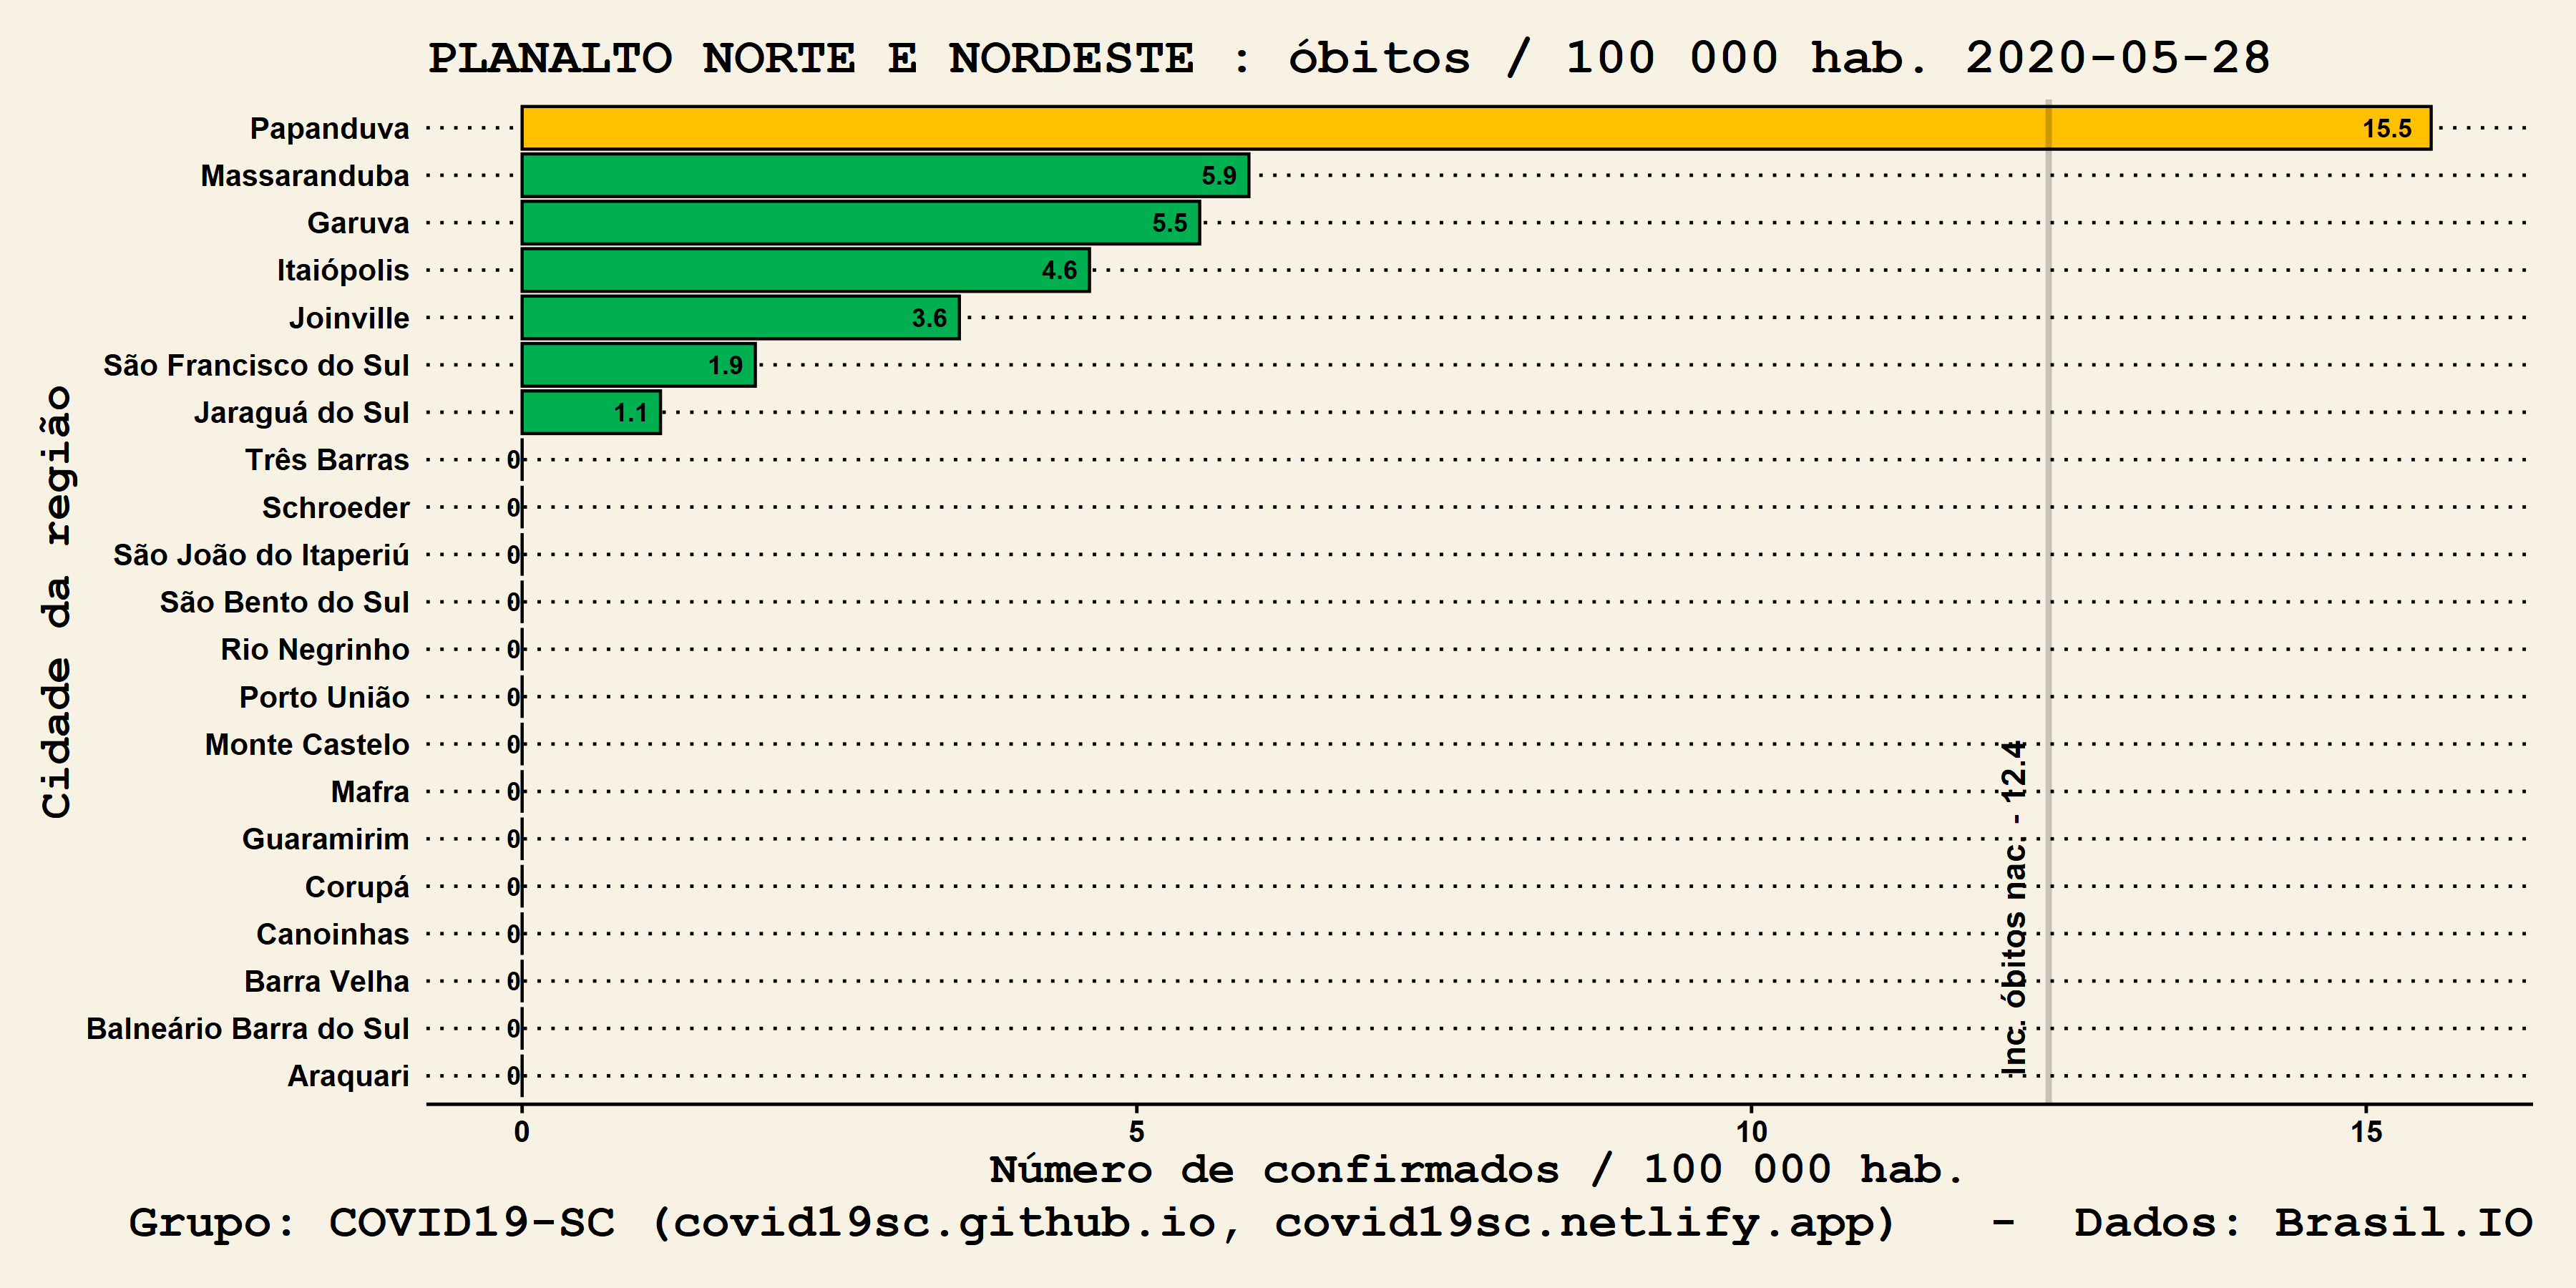 PLANALTO NORTE E NORDESTE : óbitos / 100 000 hab. 2020-05-28
Cidade da região
Papanduva 15.5
Massaranduba 5.9
Garuva 5.5
Itaiópolis 4.6
Joinville 3.6
São Francisco do Sul 1.9
Jaraguá do Sul 1.1
Três Barras 0
Schroeder 0
São João do Itaperiú 0
São Bento do Sul 0
Rio Negrinho 0
Porto União 0
Monte Castelo 0
Mafra 0
Guaramirim 0
Corupá 0
Canoinhas 0
Barra Velha 0
Balneário Barra do Sul 0
Araquari 0
Inc. óbitos nac. - 12.4
0 5 10 15
Número de confirmados / 100 000 hab.
Grupo: COVID19-SC (covid19sc.github.io, covid19sc.netlify.app) - Dados: Brasil.IO